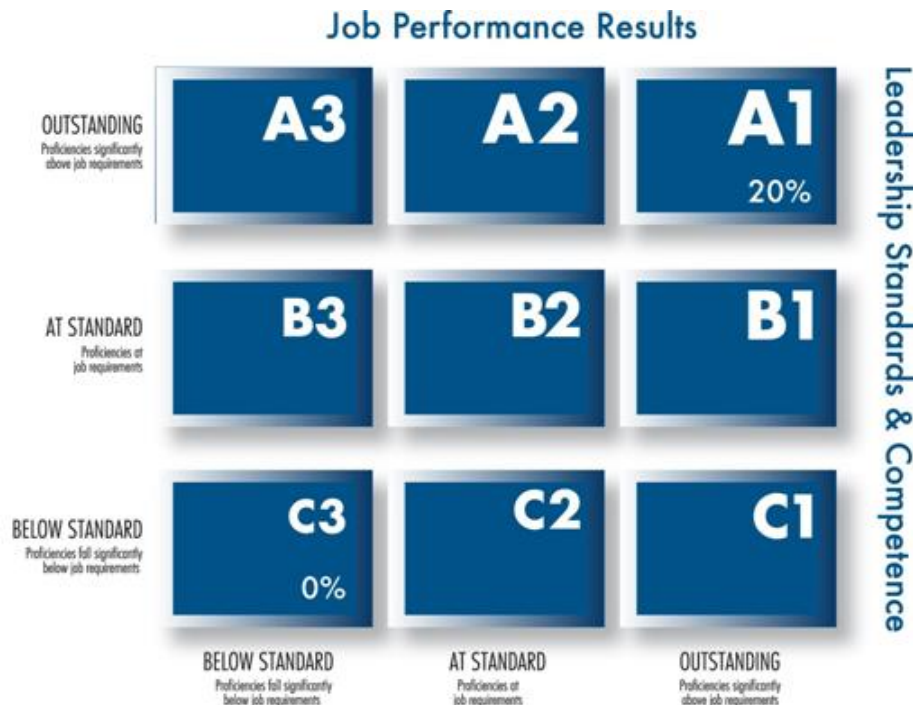 Job Performance Results
Leadership Standards & Competence
OUTSTANDING
Proficiencies significantly
above job requirements
A3
A2
A1
20%
AT STANDARD
Proficiencies at
job requirements
B3
B2
B1
BELOW STANDARD
Proficiencies fall significantly
below job requirements
C3
0%
C2
C1
BELOW STANDARD
Proficiencies fall significantly
below job requirements
AT STANDARD
Proficiencies at
job requirements
OUTSTANDING
Proficiencies significantly
above job requirements